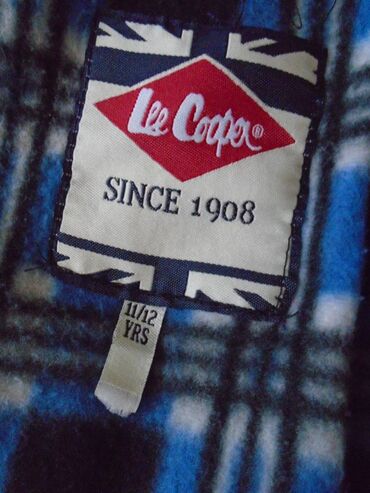 Lee Cooper®
SINCE 1908
11/12
YRS